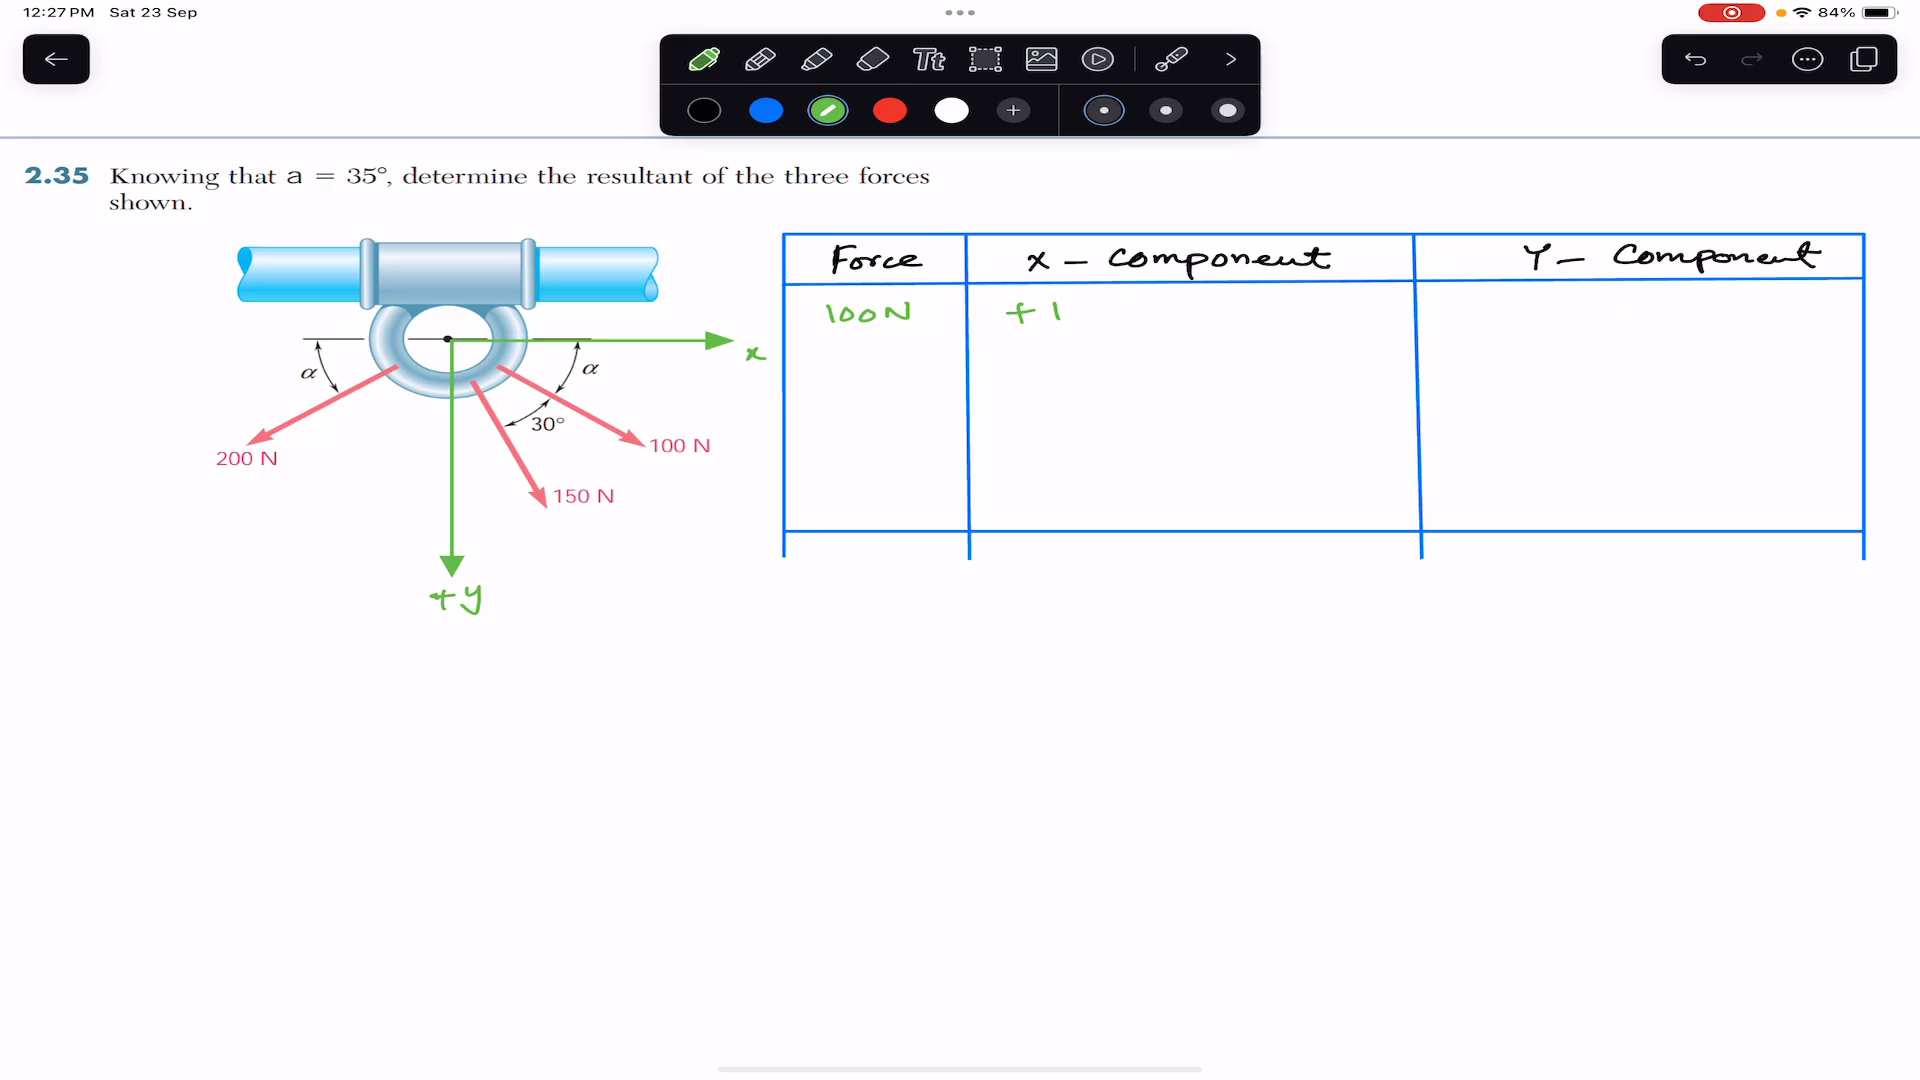 12:27 PM Sat 23 Sep
84%
Tt
2.35 Knowing that a = 35°, determine the resultant of the three forces
shown.
Force x - component Y - Component
100N + 1
x
α
α
30°
100 N
200 N
150 N
+y